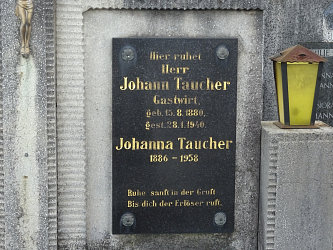 Hier ruhet
Herr
Johann Taucher
Gastwirt,
geb. 15. 8. 1880,
gest. 28. 1. 1940.
Johanna Taucher
1886 - 1958
Ruhe sanft in der Gruft
Bis dich der Erlöser ruft.